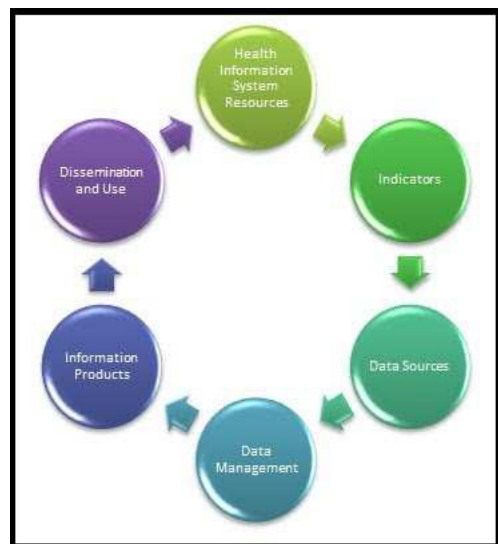 Health
Information
System
Resources
Indicators
Data Sources
Data
Management
Information
Products
Dissemination
and Use